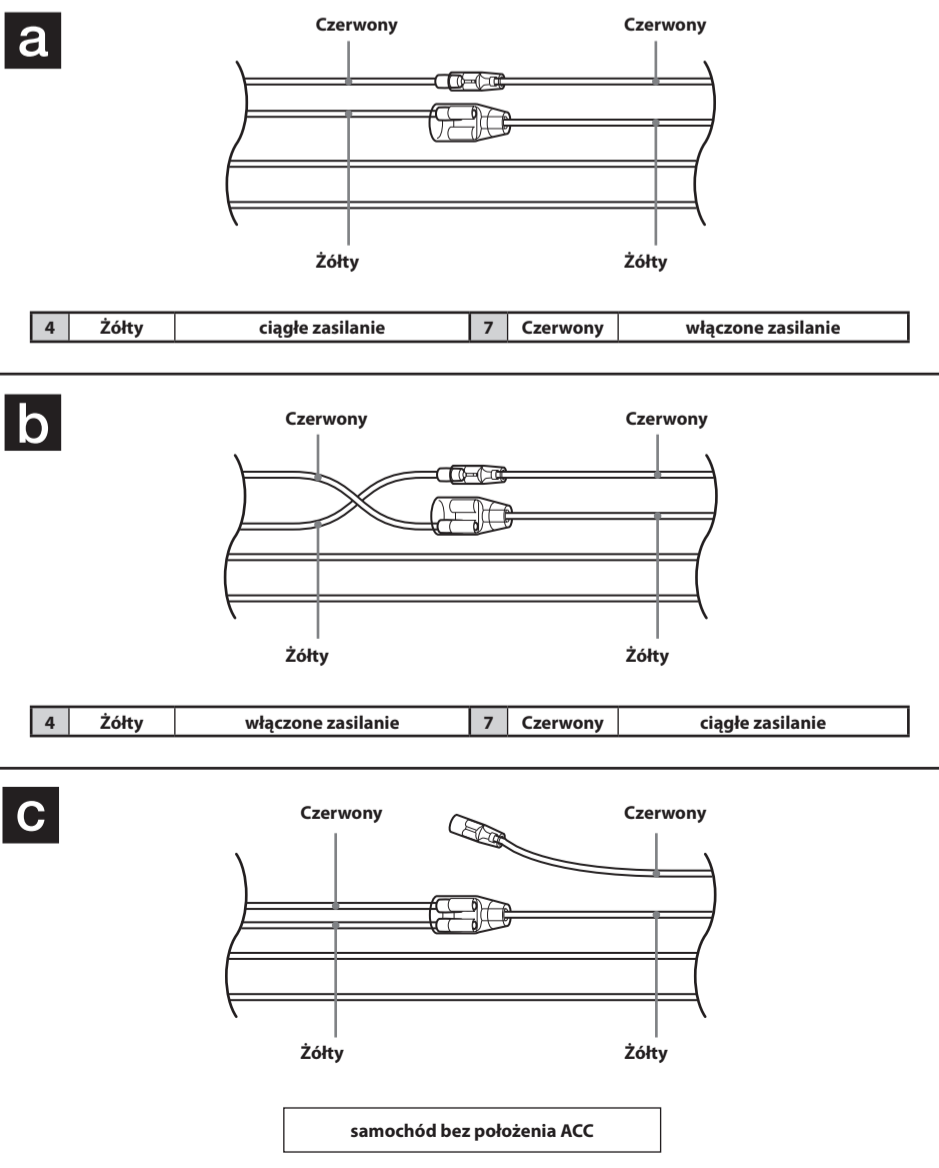 a
Czerwony Czerwony
Żółty Żółty
4 Żółty ciągłe zasilanie 7 Czerwony włączone zasilanie
b
Czerwony Czerwony
Żółty Żółty
4 Żółty włączone zasilanie 7 Czerwony ciągłe zasilanie
c
Czerwony Czerwony
Żółty Żółty
samochód bez położenia ACC